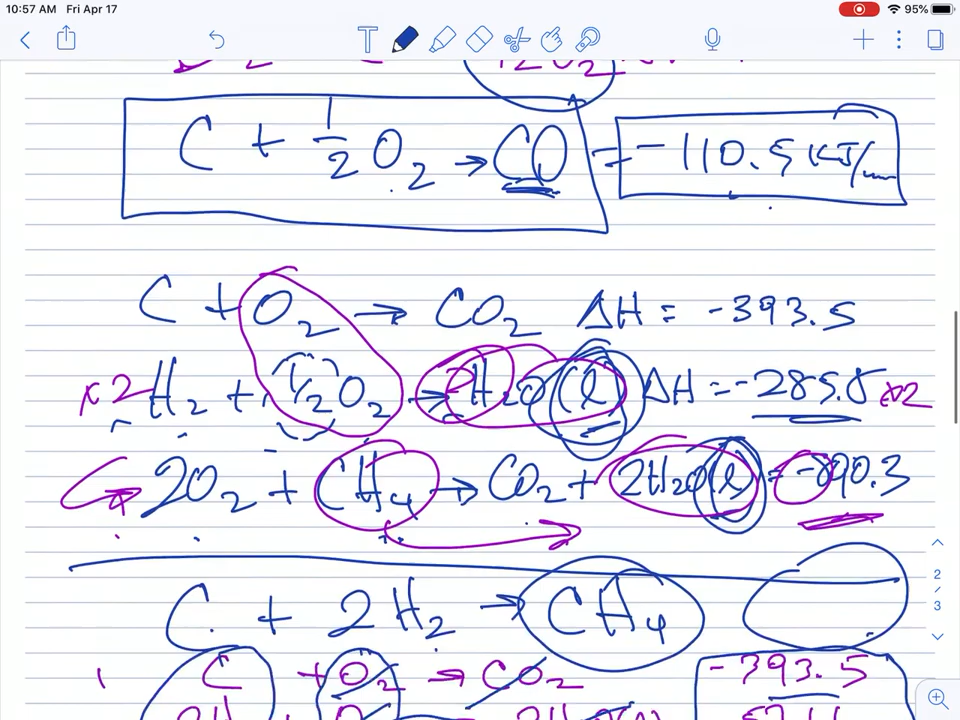 10:57 AM Fri Apr 17 95%
C + 1/2 O2 → CO = -110.5 KJ/
C + O2 → CO2 ΔH = -393.5
x2 H2 + 1/2 O2 → H2O (l) ΔH = -285.8 x2
2O2 + CH4 → CO2 + 2H2O(l) = -890.3
2
/
3
C + 2H2 → CH4
C + O2 → CO2 -393.5